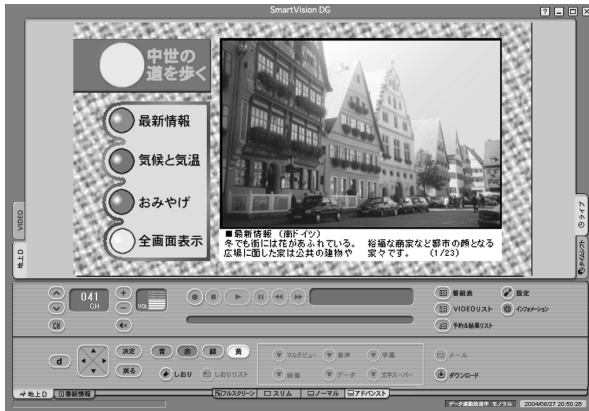 SmartVision DG
中世の
道を歩く
最新情報
気候と気温
おみやげ
全画面表示
■最新情報（南ドイツ）
冬でも街には花があふれている。
広場に面した家は公共の建物や
裕福な商家など都市の顔となる
家々です。 (1/23)
VIDEO
地上D
ライブ
タイムシフト
041
CH
CH
VOL
番組表
設定
VIDEOリスト
インフォメーション
予約&結果リスト
d
決定
戻る
青
赤
緑
黄
しおり
しおりリスト
マルチビュー
音声
字幕
映像
データ
文字スーパー
メール
ダウンロード
地上D
番組情報
フルスクリーン
スリム
ノーマル
アドバンスト
データ連動放送中 モノラル
2004/08/27 20:50:26